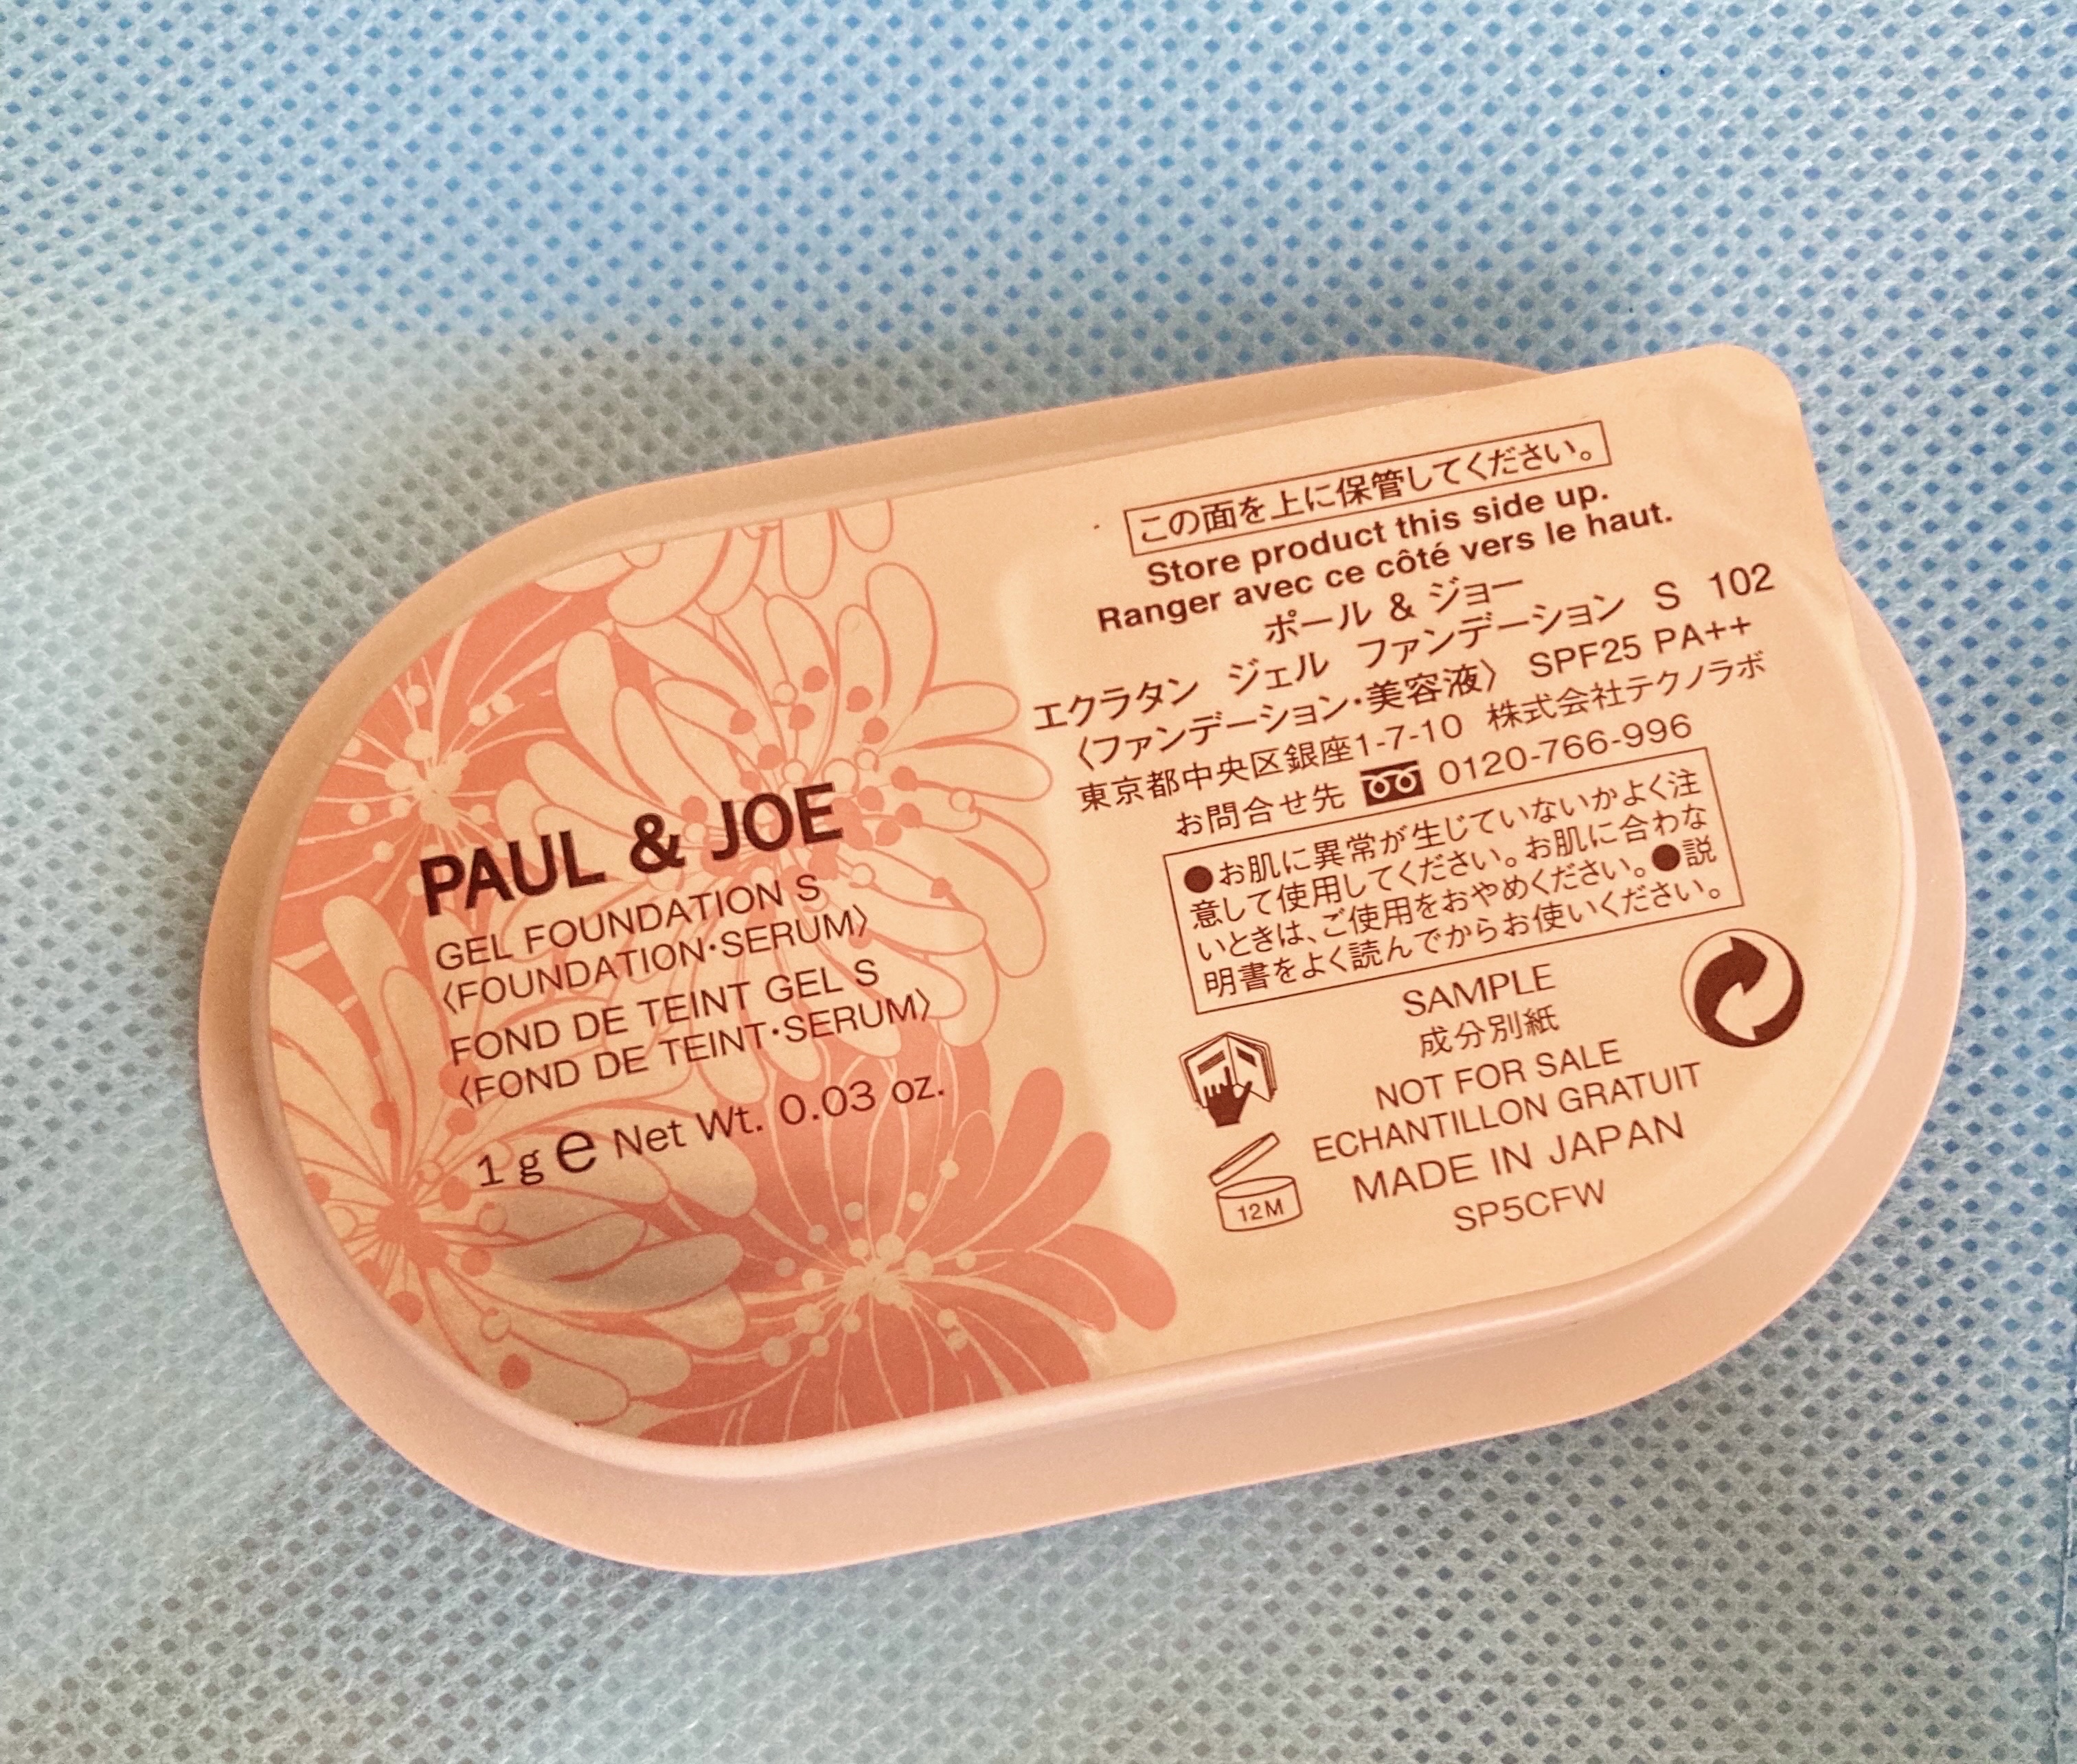 PAUL & JOE
GEL FOUNDATION S
〈FOUNDATION・SERUM〉
FOND DE TEINT GEL S
〈FOND DE TEINT・SERUM〉
1 g e Net Wt. 0.03 oz.
この面を上に保管してください。
Store product this side up.
Ranger avec ce côté vers le haut.
ポール & ジョー
エクラタン ジェル ファンデーション S 102
〈ファンデーション・美容液〉 SPF25 PA++
東京都中央区銀座1-7-10 株式会社テクノラボ
お問合せ先 0120-766-996
●お肌に異常が生じていないかよく注
意して使用してください。お肌に合わな
いときは、ご使用をおやめください。●説
明書をよく読んでからお使いください。
SAMPLE
成分別紙
NOT FOR SALE
ECHANTILLON GRATUIT
MADE IN JAPAN
12M
SP5CFW